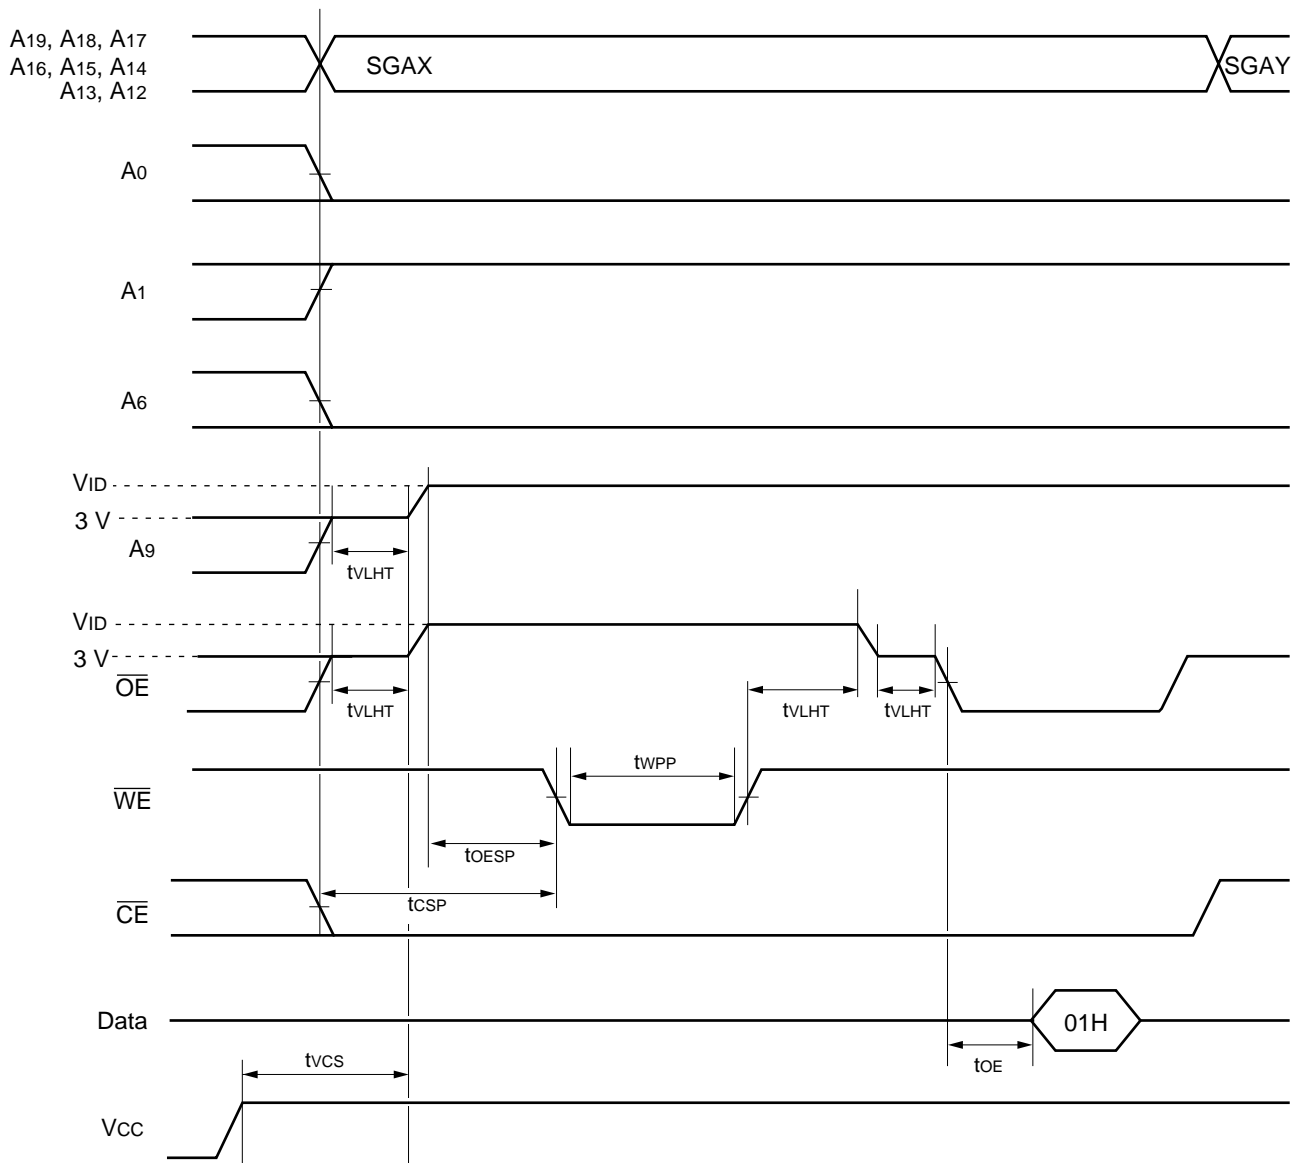 A19, A18, A17
A16, A15, A14
A13, A12
SGAX
SGAY
A0
A1
A6
VID
3 V
A9
tVLHT
VID
3 V
OE
tVLHT
tVLHT
tVLHT
WE
tWPP
tOESP
CE
tCSP
Data
01H
tOE
tVCS
VCC